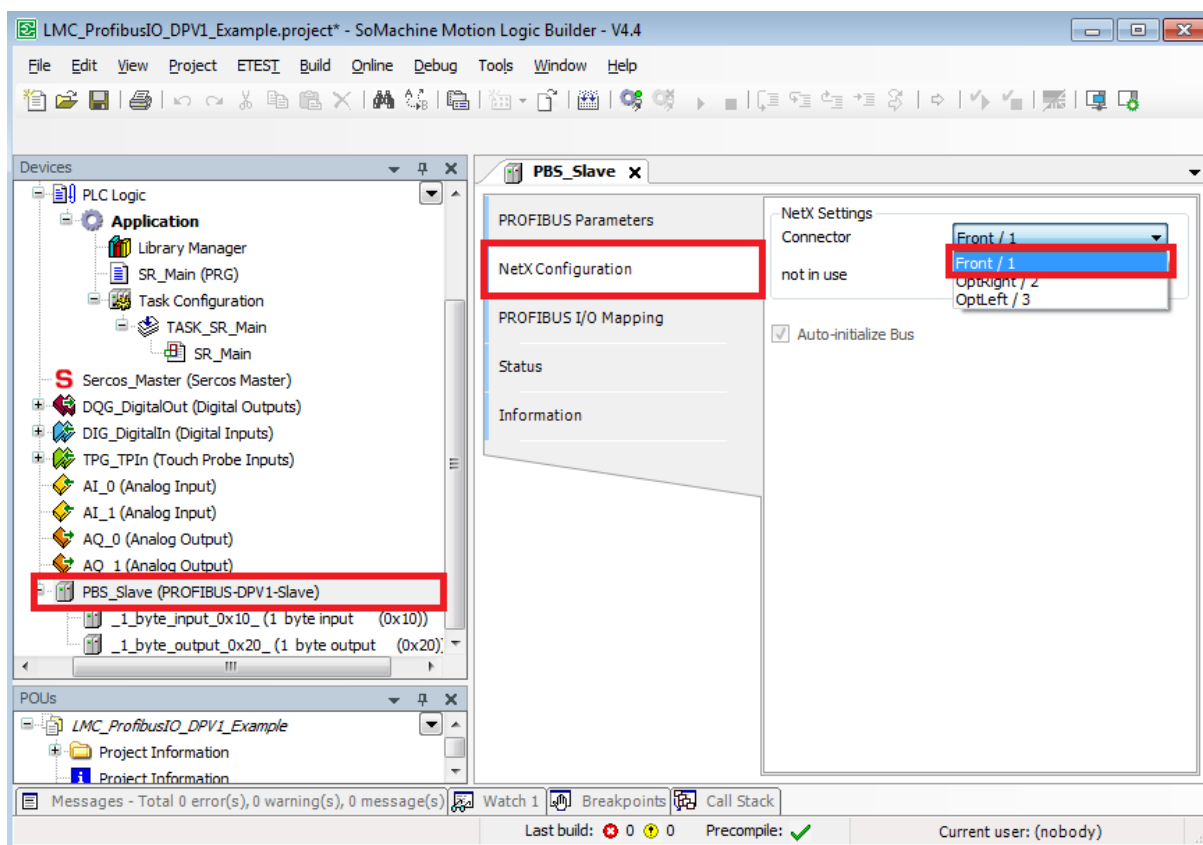 LMC_ProfibusIO_DPV1_Example.project* - SoMachine Motion Logic Builder - V4.4
File Edit View Project ETEST Build Online Debug Tools Window Help
Devices
PLC Logic
Application
Library Manager
SR_Main (PRG)
Task Configuration
TASK_SR_Main
SR_Main
Sercos_Master (Sercos Master)
DQG_DigitalOut (Digital Outputs)
DIG_DigitalIn (Digital Inputs)
TPG_TPIn (Touch Probe Inputs)
AI_0 (Analog Input)
AI_1 (Analog Input)
AQ_0 (Analog Output)
AQ_1 (Analog Output)
PBS_Slave (PROFIBUS-DPV1-Slave)
_1_byte_input_0x10_ (1 byte input (0x10))
_1_byte_output_0x20_ (1 byte output (0x20))
POUs
LMC_ProfibusIO_DPV1_Example
Project Information
Project Information
PBS_Slave
PROFIBUS Parameters
NetX Configuration
PROFIBUS I/O Mapping
Status
Information
NetX Settings
Connector
Front / 1
Front / 1
not in use
OptRight / 2
OptLeft / 3
Auto-initialize Bus
Messages - Total 0 error(s), 0 warning(s), 0 message(s) Watch 1 Breakpoints Call Stack
Last build: 0 0 Precompile: Current user: (nobody)